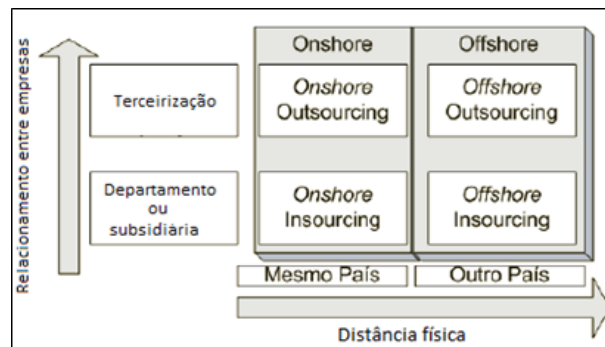 Relacionamento entre empresas
Onshore
Offshore
Terceirização
Onshore
Outsourcing
Offshore
Outsourcing
Departamento
ou
subsidiária
Onshore
Insourcing
Offshore
Insourcing
Mesmo País
Outro País
Distância física